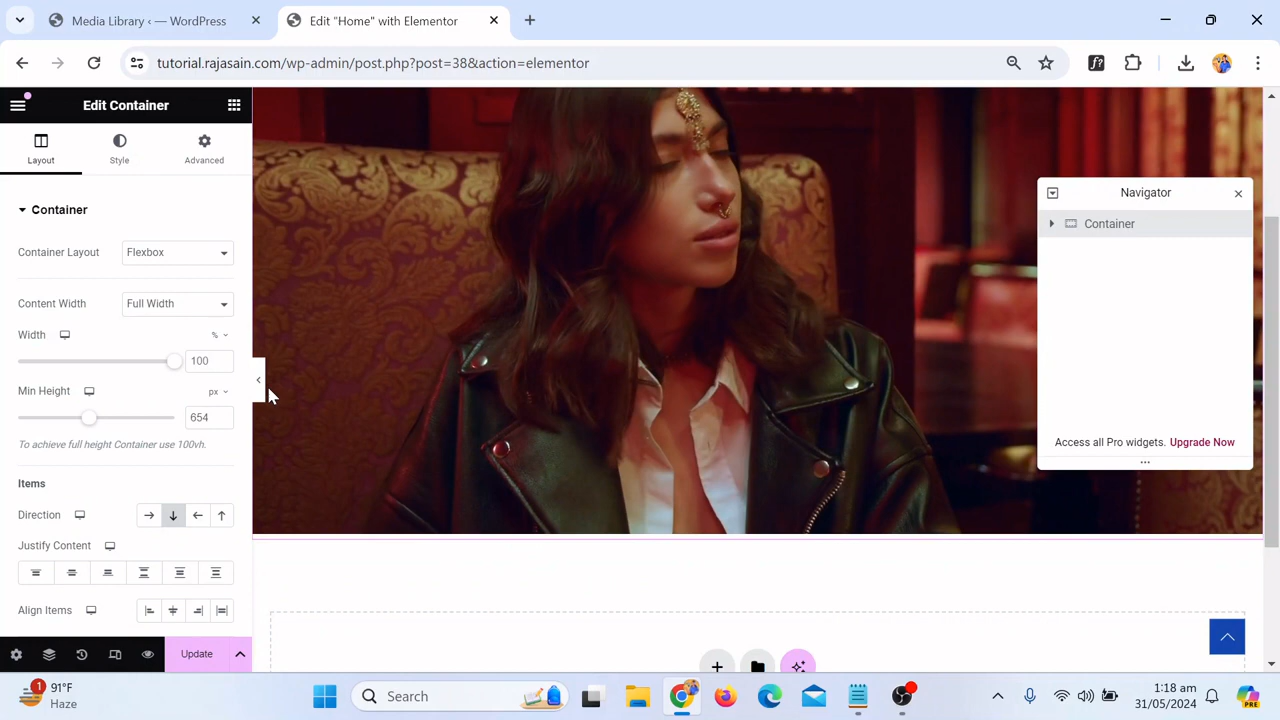 Media Library ‹ — WordPress
Edit "Home" with Elementor
tutorial.rajasain.com/wp-admin/post.php?post=38&action=elementor
f?
Edit Container
Layout
Style
Advanced
Container
Container Layout
Flexbox
Content Width
Full Width
Width
%
100
Min Height
px
654
To achieve full height Container use 100vh.
Items
Direction
Justify Content
Align Items
Update
Navigator
Container
Access all Pro widgets. Upgrade Now
...
1
91°F
Haze
Search
1:18 am
31/05/2024
PRE